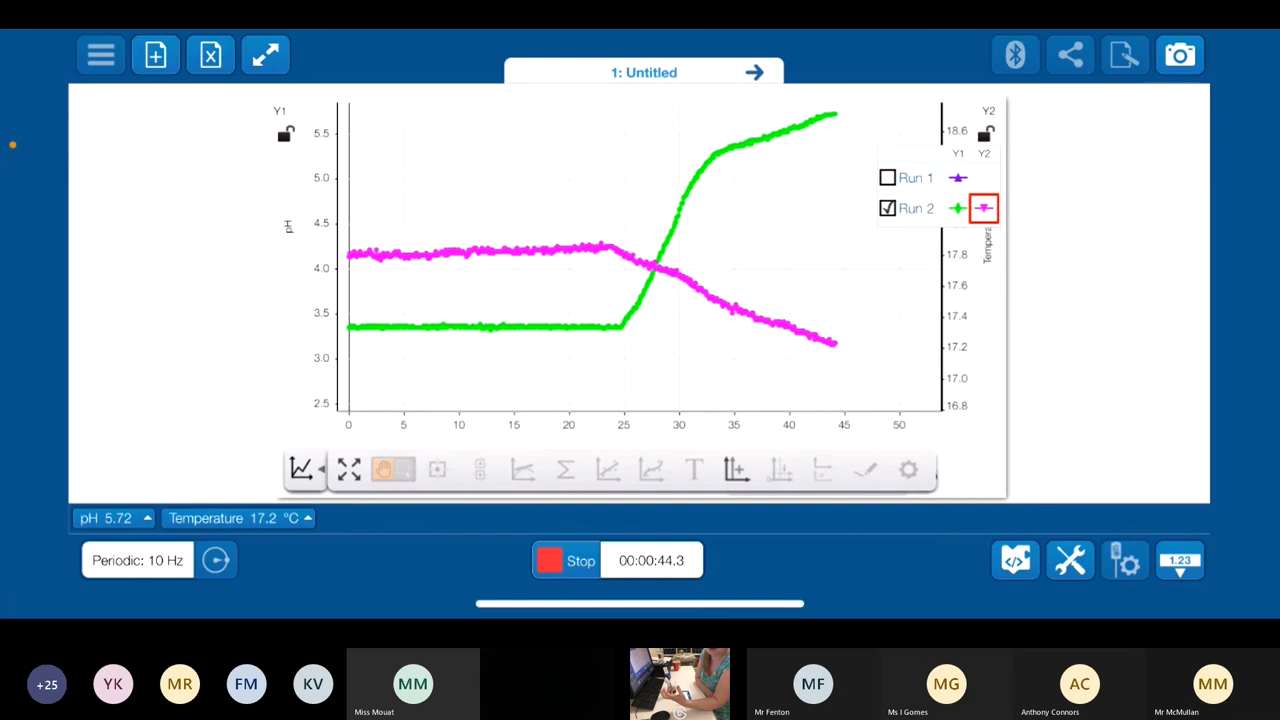 1: Untitled
Y1
Y2
5.5
5.0
4.5
4.0
3.5
3.0
2.5
pH
18.6
17.8
17.6
17.4
17.2
17.0
16.8
Tempera
Y1 Y2
Run 1
Run 2
0 5 10 15 20 25 30 35 40 45 50
Σ T
pH 5.72
Temperature 17.2 °C
Periodic: 10 Hz
Stop
00:00:44.3
1.23
+25
YK
MR
FM
KV
MM
Miss Mouat
MF
Mr Fenton
MG
Ms I Gomes
AC
Anthony Connors
MM
Mr McMullan